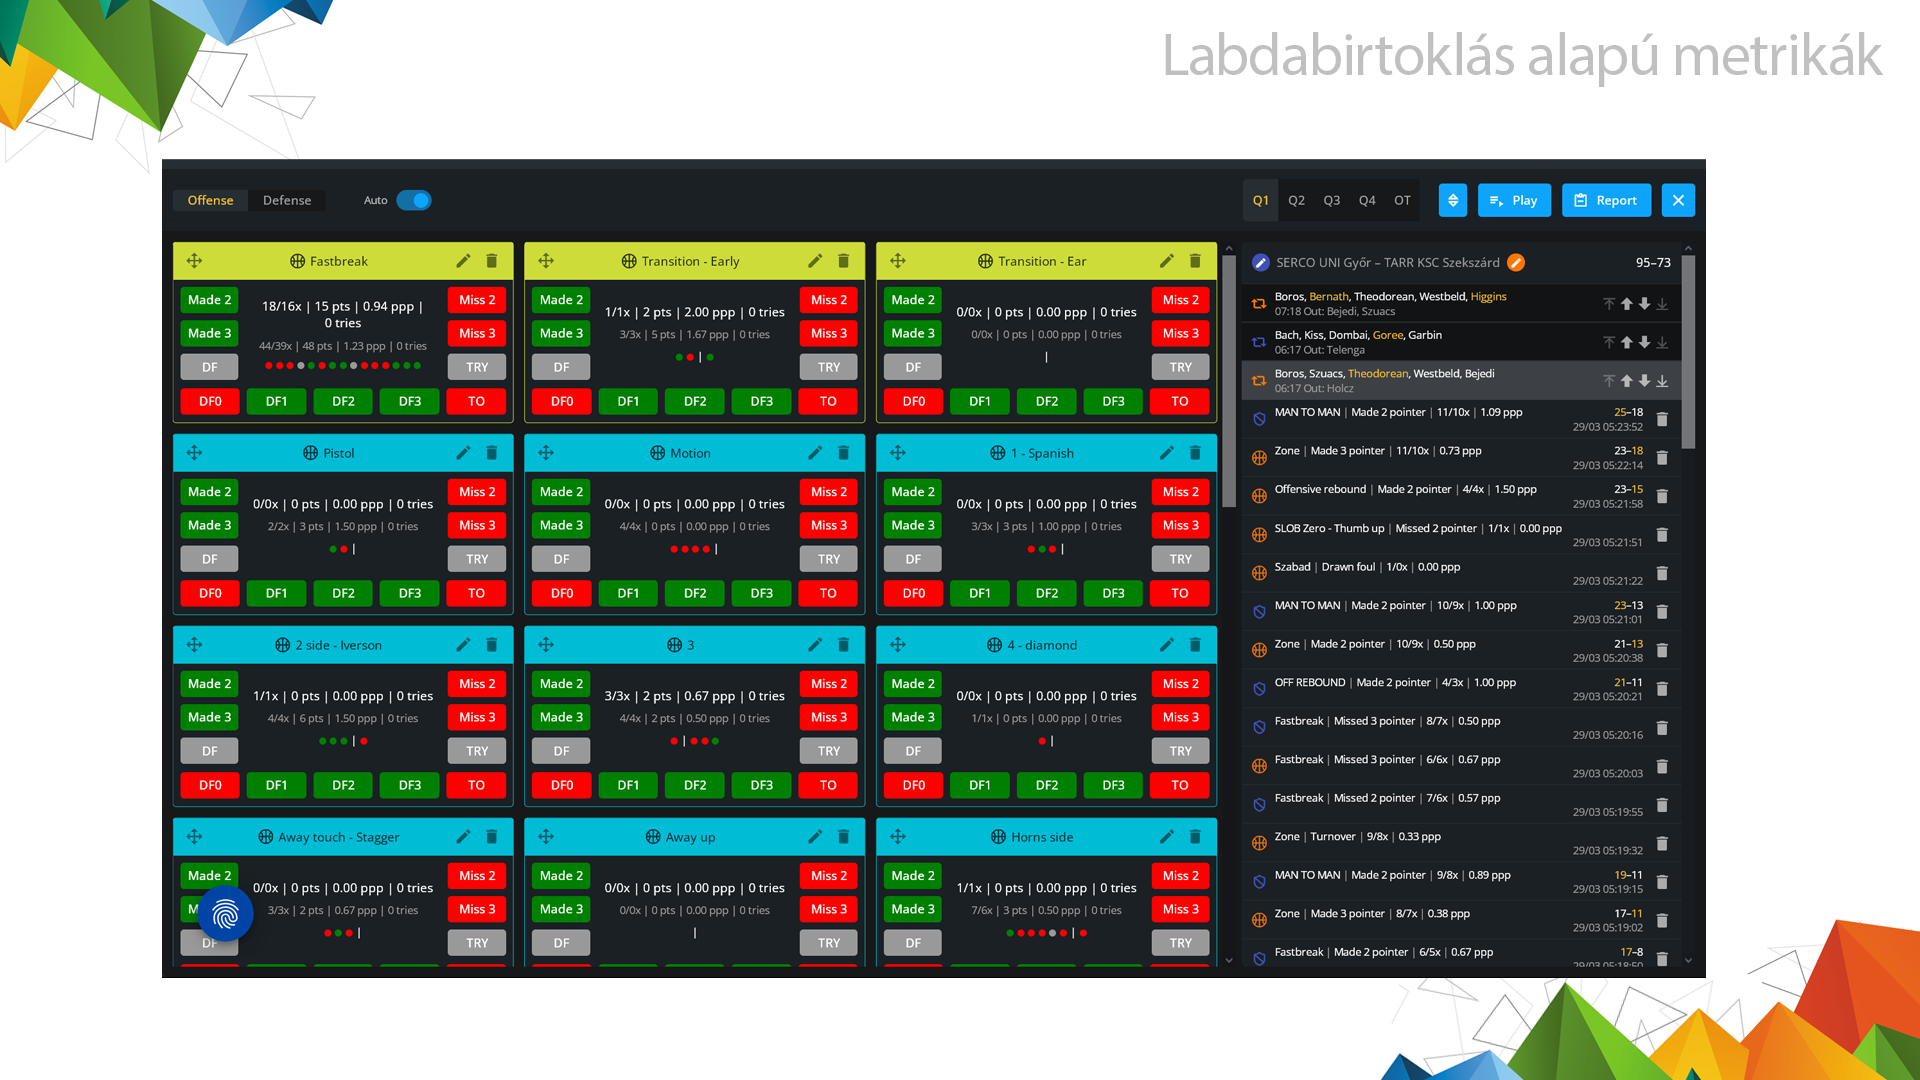 Labdabirtoklás alapú metrikák
Offense Defense Auto Q1 Q2 Q3 Q4 OT Play Report
Fastbreak
Made 2
Made 3
DF
18/16x | 15 pts | 0.94 ppp |
0 tries
44/39x | 48 pts | 1.23 ppp | 0 tries
Miss 2
Miss 3
TRY
DF0 DF1 DF2 DF3 TO
Transition - Early
Made 2
Made 3
DF
1/1x | 2 pts | 2.00 ppp | 0 tries
3/3x | 5 pts | 1.67 ppp | 0 tries
Miss 2
Miss 3
TRY
DF0 DF1 DF2 DF3 TO
Transition - Ear
Made 2
Made 3
DF
0/0x | 0 pts | 0.00 ppp | 0 tries
0/0x | 0 pts | 0.00 ppp | 0 tries
Miss 2
Miss 3
TRY
DF0 DF1 DF2 DF3 TO
Pistol
Made 2
Made 3
DF
0/0x | 0 pts | 0.00 ppp | 0 tries
2/2x | 3 pts | 1.50 ppp | 0 tries
Miss 2
Miss 3
TRY
DF0 DF1 DF2 DF3 TO
Motion
Made 2
Made 3
DF
0/0x | 0 pts | 0.00 ppp | 0 tries
4/4x | 0 pts | 0.00 ppp | 0 tries
Miss 2
Miss 3
TRY
DF0 DF1 DF2 DF3 TO
1 - Spanish
Made 2
Made 3
DF
0/0x | 0 pts | 0.00 ppp | 0 tries
3/3x | 3 pts | 1.00 ppp | 0 tries
Miss 2
Miss 3
TRY
DF0 DF1 DF2 DF3 TO
2 side - Iverson
Made 2
Made 3
DF
1/1x | 0 pts | 0.00 ppp | 0 tries
4/4x | 6 pts | 1.50 ppp | 0 tries
Miss 2
Miss 3
TRY
DF0 DF1 DF2 DF3 TO
3
Made 2
Made 3
DF
3/3x | 2 pts | 0.67 ppp | 0 tries
4/4x | 2 pts | 0.50 ppp | 0 tries
Miss 2
Miss 3
TRY
DF0 DF1 DF2 DF3 TO
4 - diamond
Made 2
Made 3
DF
0/0x | 0 pts | 0.00 ppp | 0 tries
1/1x | 0 pts | 0.00 ppp | 0 tries
Miss 2
Miss 3
TRY
DF0 DF1 DF2 DF3 TO
Away touch - Stagger
Made 2
DF
0/0x | 0 pts | 0.00 ppp | 0 tries
3/3x | 2 pts | 0.67 ppp | 0 tries
Miss 2
Miss 3
TRY
Away up
Made 2
Made 3
DF
0/0x | 0 pts | 0.00 ppp | 0 tries
0/0x | 0 pts | 0.00 ppp | 0 tries
Miss 2
Miss 3
TRY
Horns side
Made 2
Made 3
DF
1/1x | 0 pts | 0.00 ppp | 0 tries
7/6x | 3 pts | 0.50 ppp | 0 tries
Miss 2
Miss 3
TRY
SERCO UNI Győr – TARR KSC Szekszárd 95–73
Boros, Bernath, Theodorean, Westbeld, Higgins
07:18 Out: Bejedi, Szuacs
Bach, Kiss, Dombai, Goree, Garbin
06:17 Out: Telenga
Boros, Szuacs, Theodorean, Westbeld, Bejedi
06:17 Out: Holcz
MAN TO MAN | Made 2 pointer | 11/10x | 1.09 ppp 25–18
29/03 05:23:52
Zone | Made 3 pointer | 11/10x | 0.73 ppp 23–18
29/03 05:22:14
Offensive rebound | Made 2 pointer | 4/4x | 1.50 ppp 23–15
29/03 05:21:58
SLOB Zero - Thumb up | Missed 2 pointer | 1/1x | 0.00 ppp
29/03 05:21:51
Szabad | Drawn foul | 1/0x | 0.00 ppp
29/03 05:21:22
MAN TO MAN | Made 2 pointer | 10/9x | 1.00 ppp 23–13
29/03 05:21:01
Zone | Made 2 pointer | 10/9x | 0.50 ppp 21–13
29/03 05:20:38
OFF REBOUND | Made 2 pointer | 4/3x | 1.00 ppp 21–11
29/03 05:20:21
Fastbreak | Missed 3 pointer | 8/7x | 0.50 ppp
29/03 05:20:16
Fastbreak | Missed 3 pointer | 6/6x | 0.67 ppp
29/03 05:20:03
Fastbreak | Missed 2 pointer | 7/6x | 0.57 ppp
29/03 05:19:55
Zone | Turnover | 9/8x | 0.33 ppp
29/03 05:19:32
MAN TO MAN | Made 2 pointer | 9/8x | 0.89 ppp 19–11
29/03 05:19:15
Zone | Made 3 pointer | 8/7x | 0.38 ppp 17–11
29/03 05:19:02
Fastbreak | Made 2 pointer | 6/5x | 0.67 ppp 17–8
29/03 05:18:50